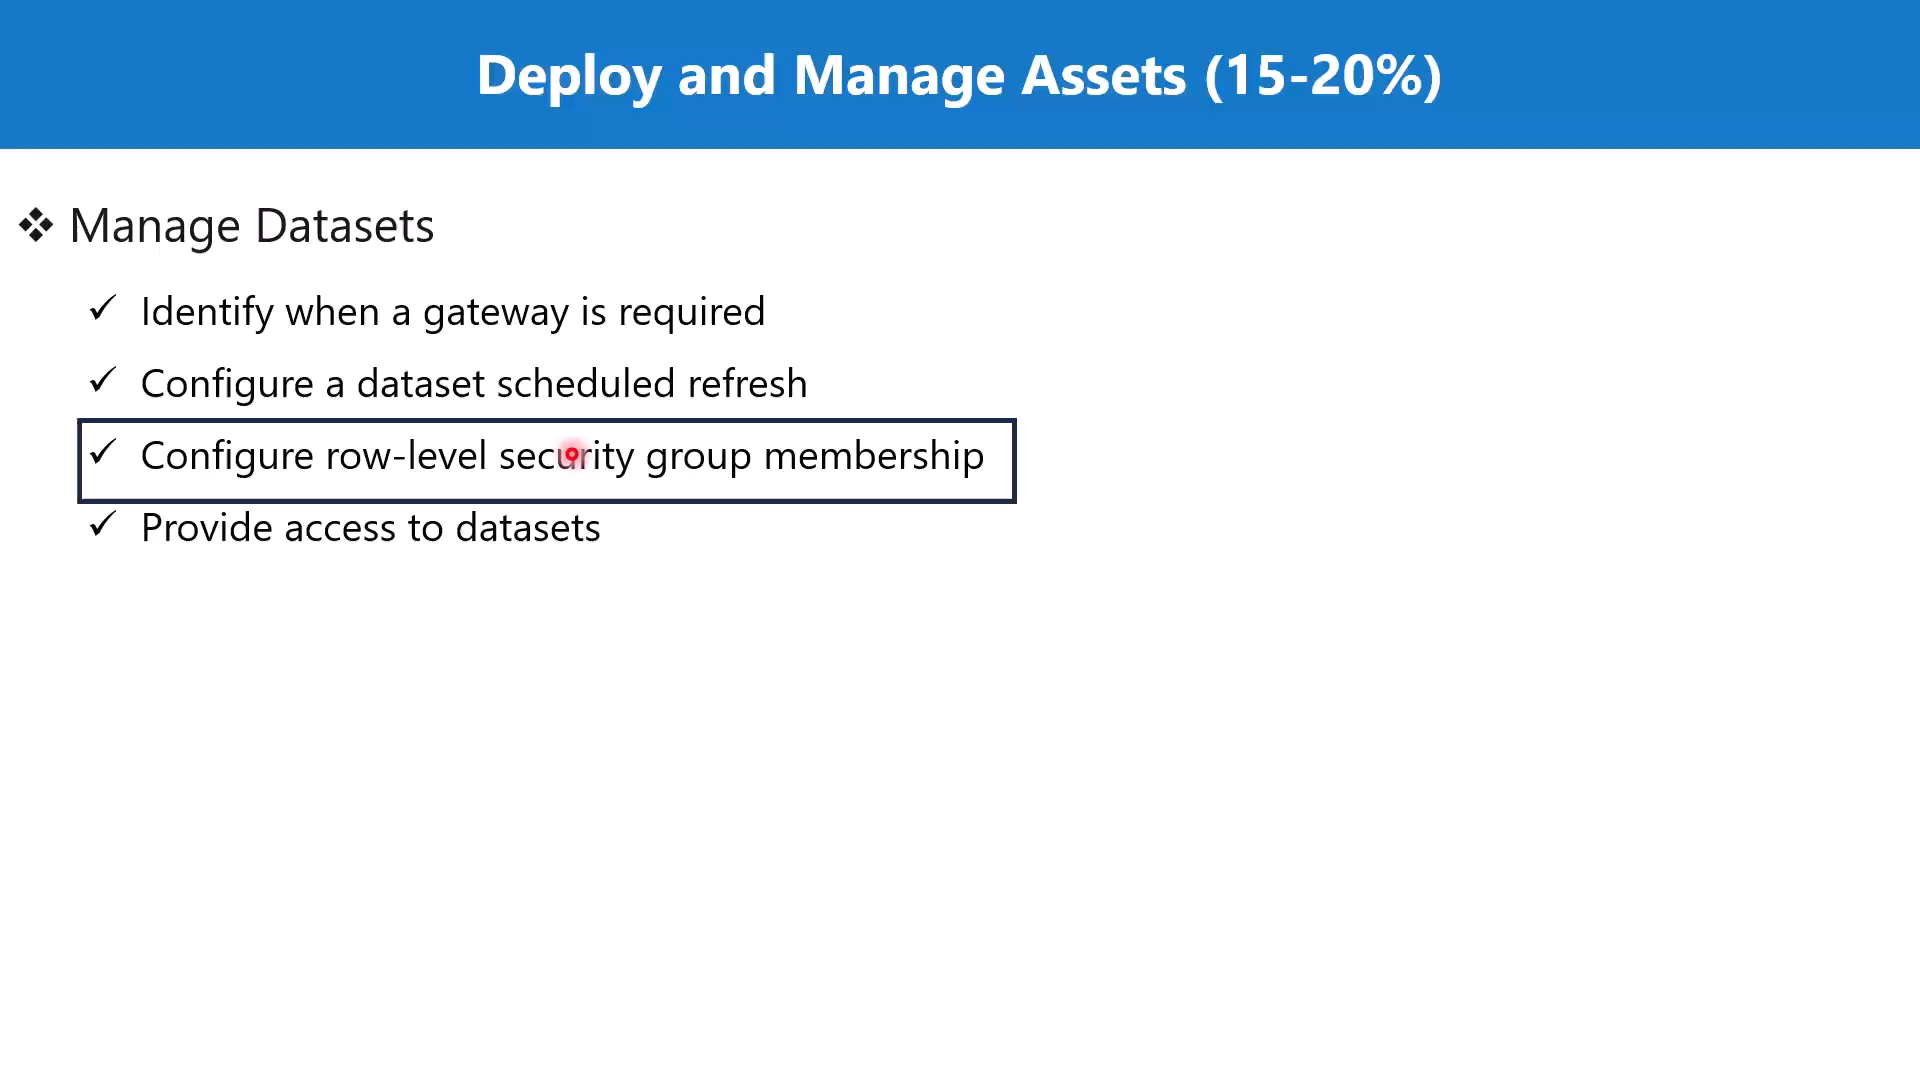 Deploy and Manage Assets (15-20%)
❖ Manage Datasets
✓ Identify when a gateway is required
✓ Configure a dataset scheduled refresh
✓ Configure row-level security group membership
✓ Provide access to datasets